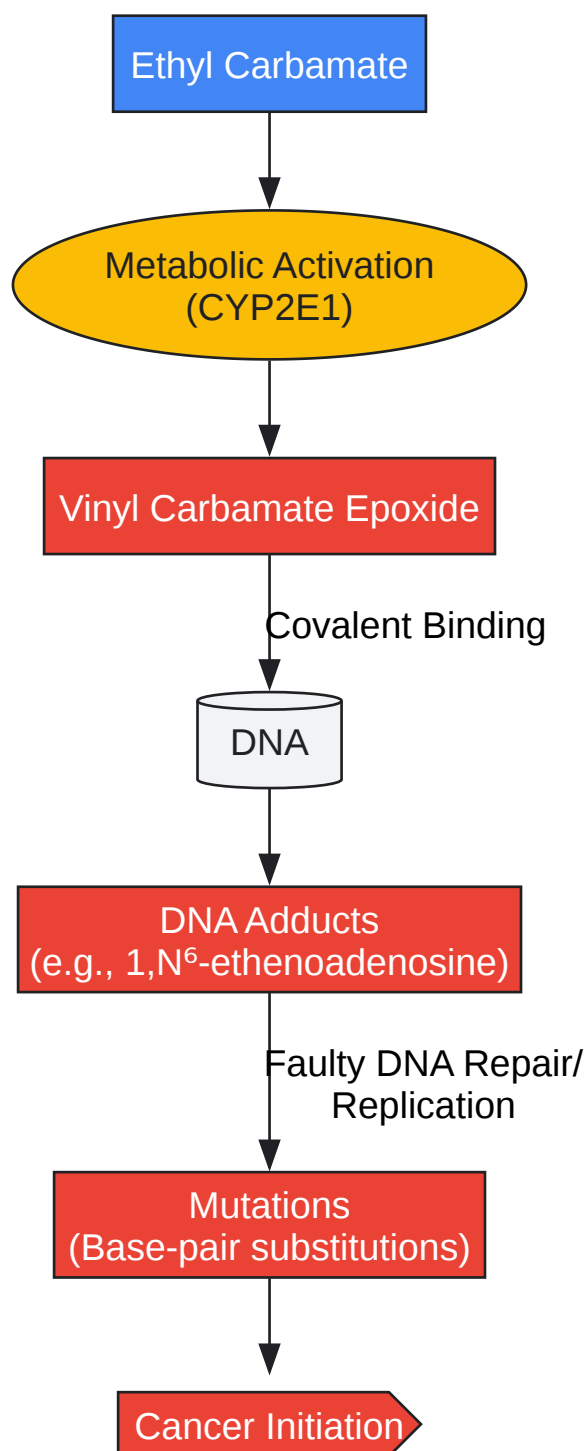 Ethyl Carbamate
Metabolic Activation
(CYP2E1)
Vinyl Carbamate Epoxide
Covalent Binding
DNA
DNA Adducts
(e.g., 1,N⁶-ethenoadenosine)
Faulty DNA Repair/
Replication
Mutations
(Base-pair substitutions)
Cancer Initiation